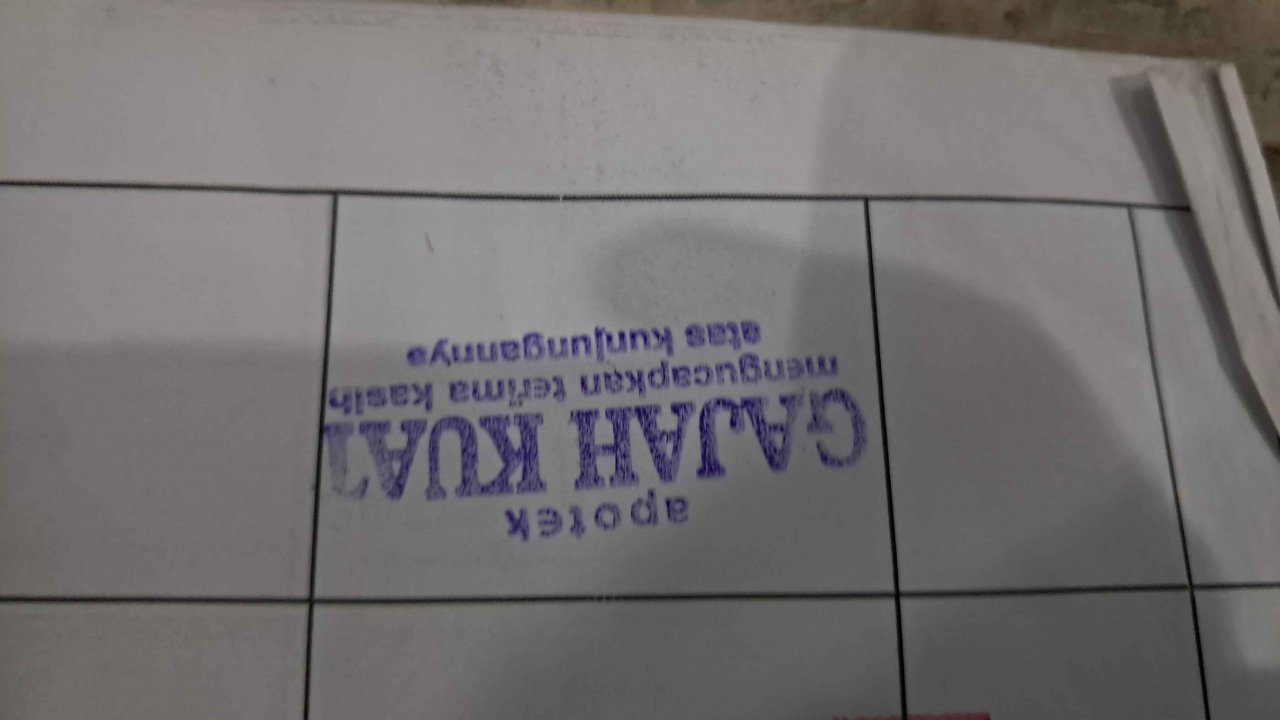 apotek
GAJAH KUAT
mengucapkan terima kasih
atas kunjungannya